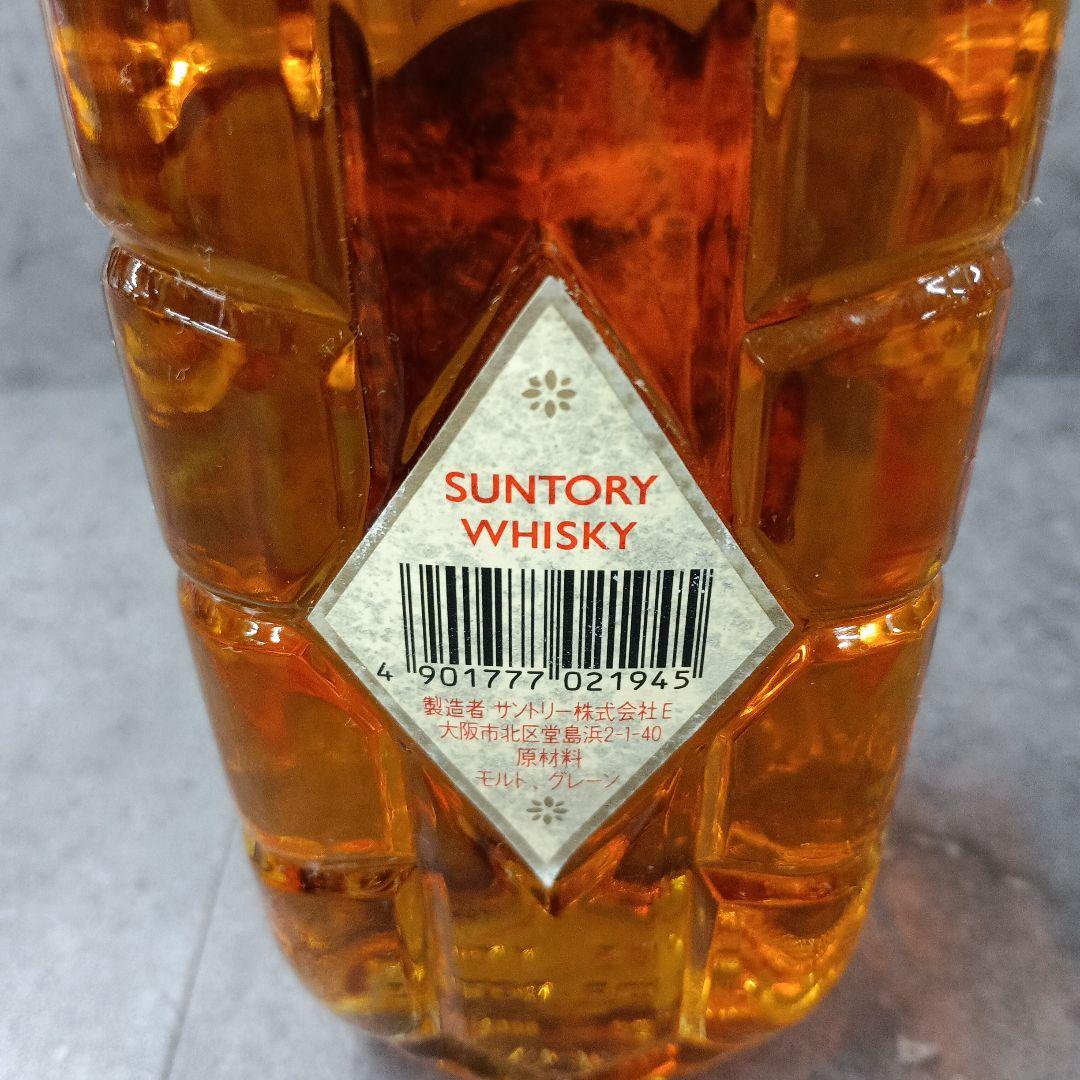 SUNTORY
WHISKY
4 901777 021945
製造者 サントリー株式会社E
大阪市北区堂島浜2-1-40
原材料
モルト、グレーン